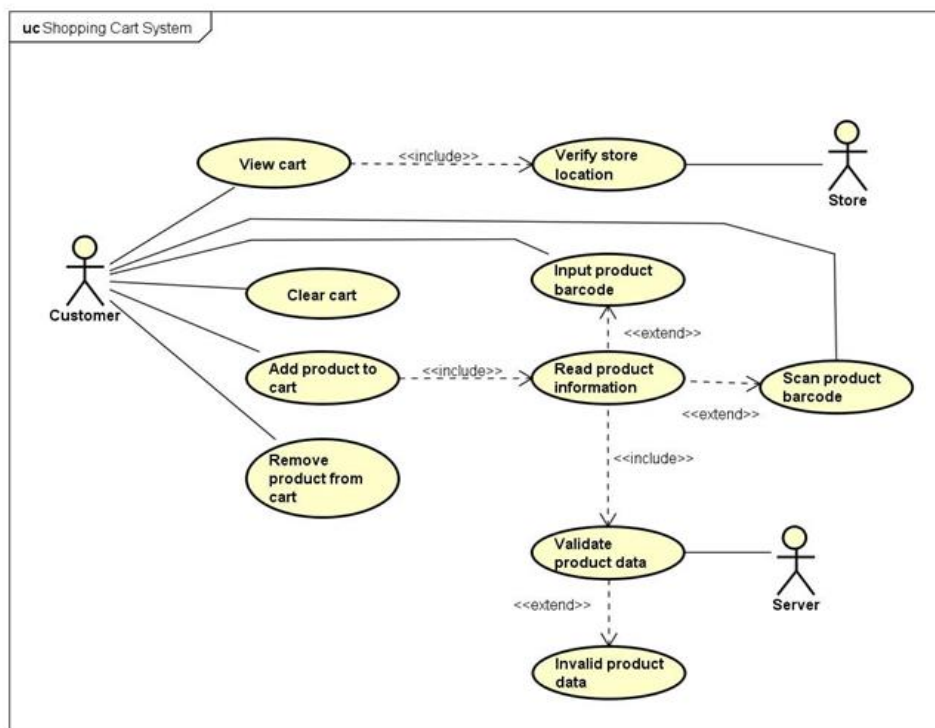 uc Shopping Cart System
View cart
<<include>>
Verify store
location
Store
Customer
Clear cart
Input product
barcode
<<extend>>
Add product to
cart
<<include>>
Read product
information
<<extend>>
Scan product
barcode
Remove
product from
cart
<<include>>
Validate
product data
Server
<<extend>>
Invalid product
data